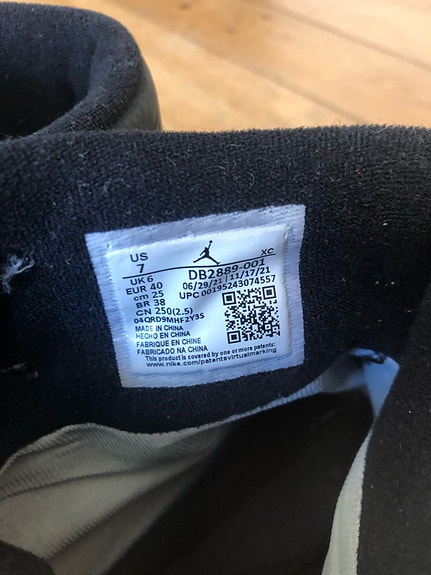 US
7
XC
UK 6
DB2889-001
EUR 40
06/29/21 | 11/17/21
cm 25
UPC 00195243074557
BR 38
CN 250(2.5)
04QRD9MHF2Y3S
MADE IN CHINA
HECHO EN CHINA
FABRIQUE EN CHINE
FABRICADO NA CHINA
This product is covered by one or more patents:
www.nike.com/patentsvirtualmarking